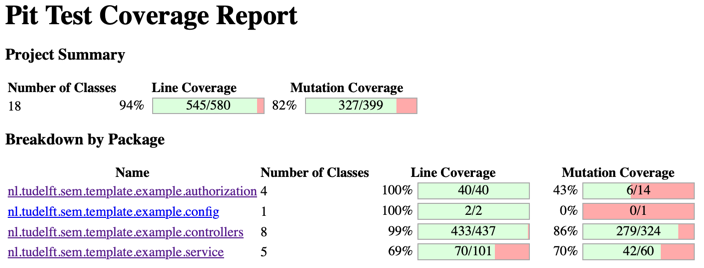 Pit Test Coverage Report
Project Summary
Number of Classes Line Coverage Mutation Coverage
18 94% 545/580 82% 327/399
Breakdown by Package
Name Number of Classes Line Coverage Mutation Coverage
nl.tudelft.sem.template.example.authorization 4 100% 40/40 43% 6/14
nl.tudelft.sem.template.example.config 1 100% 2/2 0% 0/1
nl.tudelft.sem.template.example.controllers 8 99% 433/437 86% 279/324
nl.tudelft.sem.template.example.service 5 69% 70/101 70% 42/60